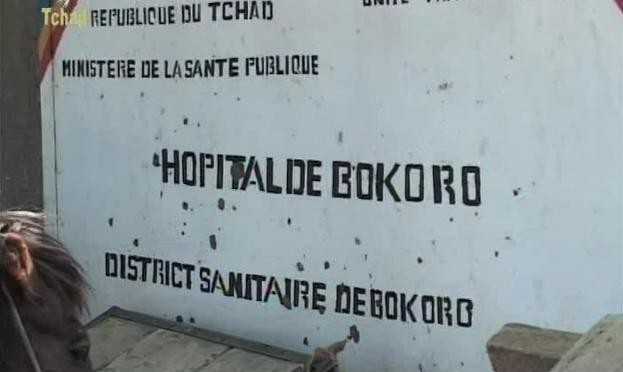 Tchad
REPUBLIQUE DU TCHAD
MINISTERE DE LA SANTE PUBLIQUE
HOPITAL DE BOKORO
DISTRICT SANITAIRE DE BOKORO